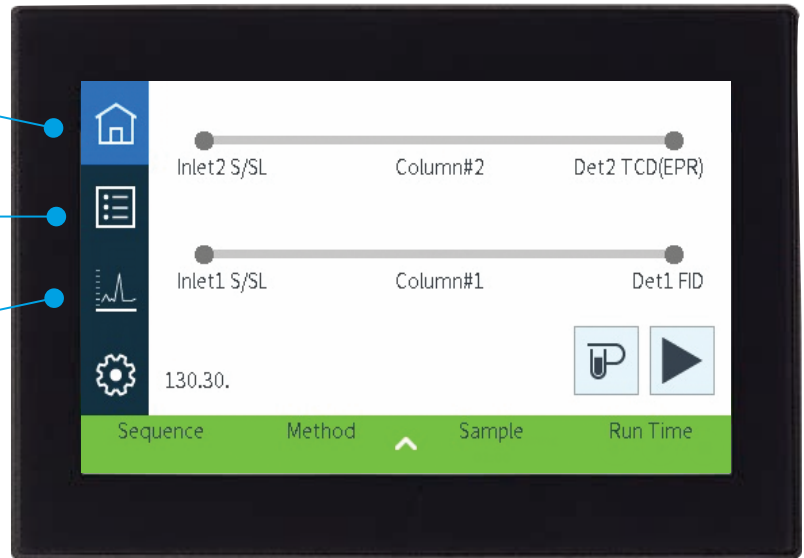 Inlet2 S/SL Column#2 Det2 TCD(EPR)
Inlet1 S/SL Column#1 Det1 FID
130.30.
Sequence Method Sample Run Time